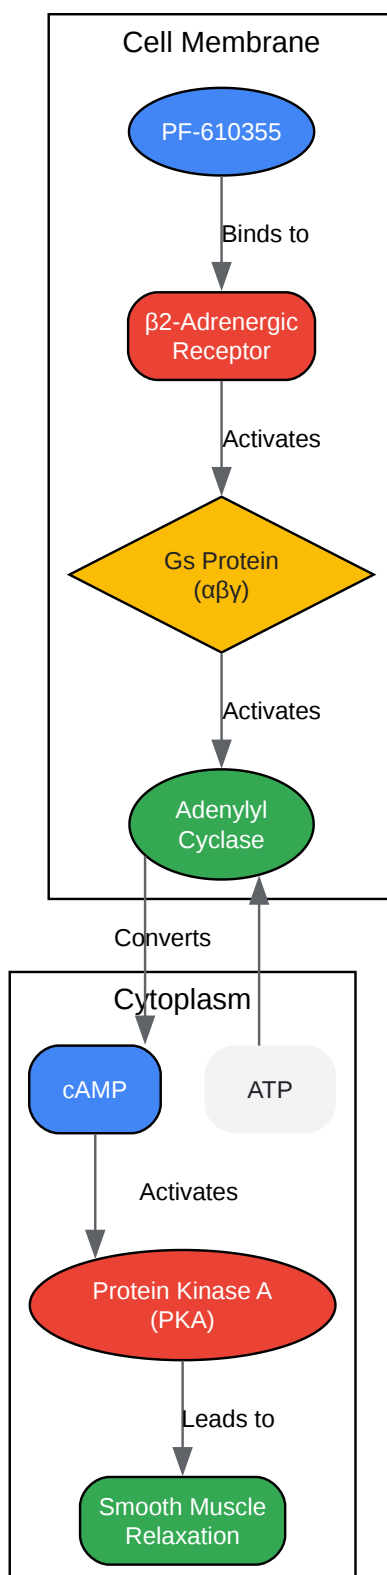 Cell Membrane
PF-610355
Binds to
β2-Adrenergic
Receptor
Activates
Gs Protein
(αβγ)
Activates
Adenylyl
Cyclase
Converts
Cytoplasm
cAMP
ATP
Activates
Protein Kinase A
(PKA)
Leads to
Smooth Muscle
Relaxation